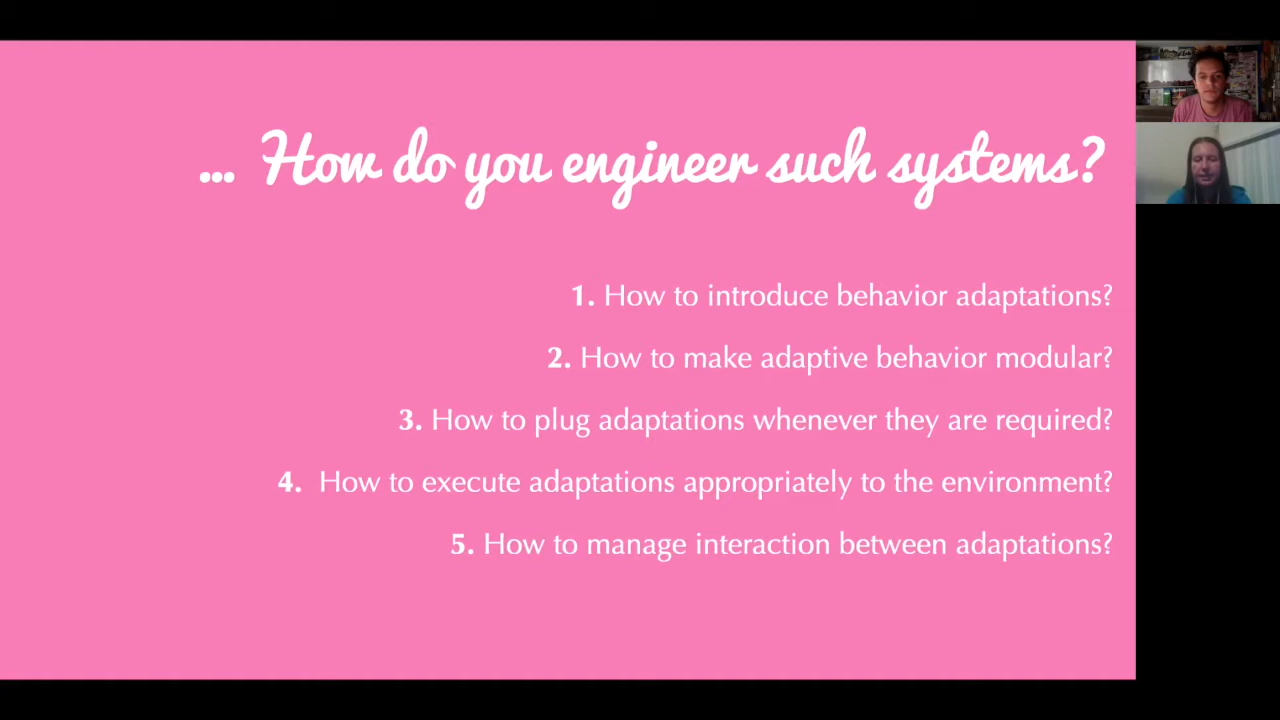 ... How do you engineer such systems?
1. How to introduce behavior adaptations?
2. How to make adaptive behavior modular?
3. How to plug adaptations whenever they are required?
4. How to execute adaptations appropriately to the environment?
5. How to manage interaction between adaptations?